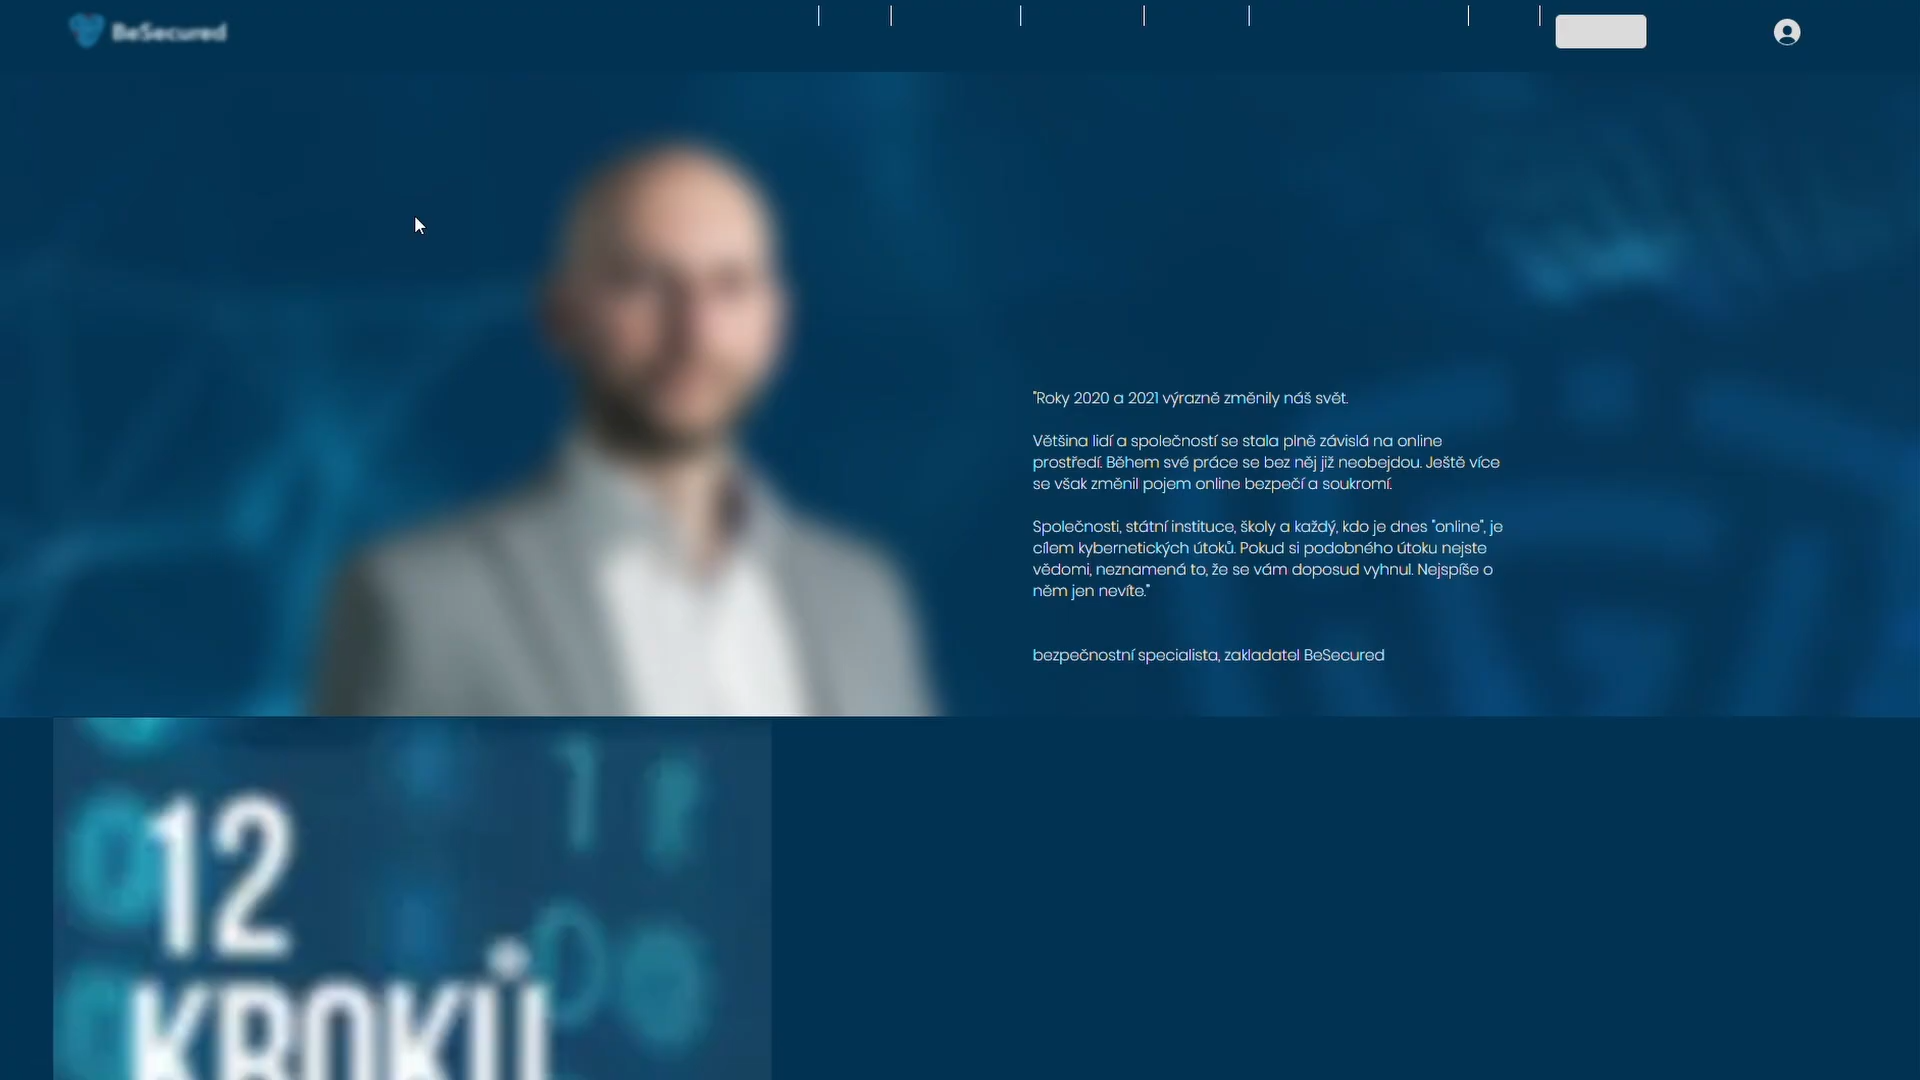 BeSecured
"Roky 2020 a 2021 výrazně změnily náš svět.
Většina lidí a společností se stala plně závislá na online
prostředí. Během své práce se bez něj již neobejdou. Ještě více
se však změnil pojem online bezpečí a soukromí.
Společnosti, státní instituce, školy a každý, kdo je dnes "online", je
cílem kybernetických útoků. Pokud si podobného útoku nejste
vědomi, neznamená to, že se vám doposud vyhnul. Nejspíše o
něm jen nevíte."
bezpečnostní specialista, zakladatel BeSecured
12
KROKŮ